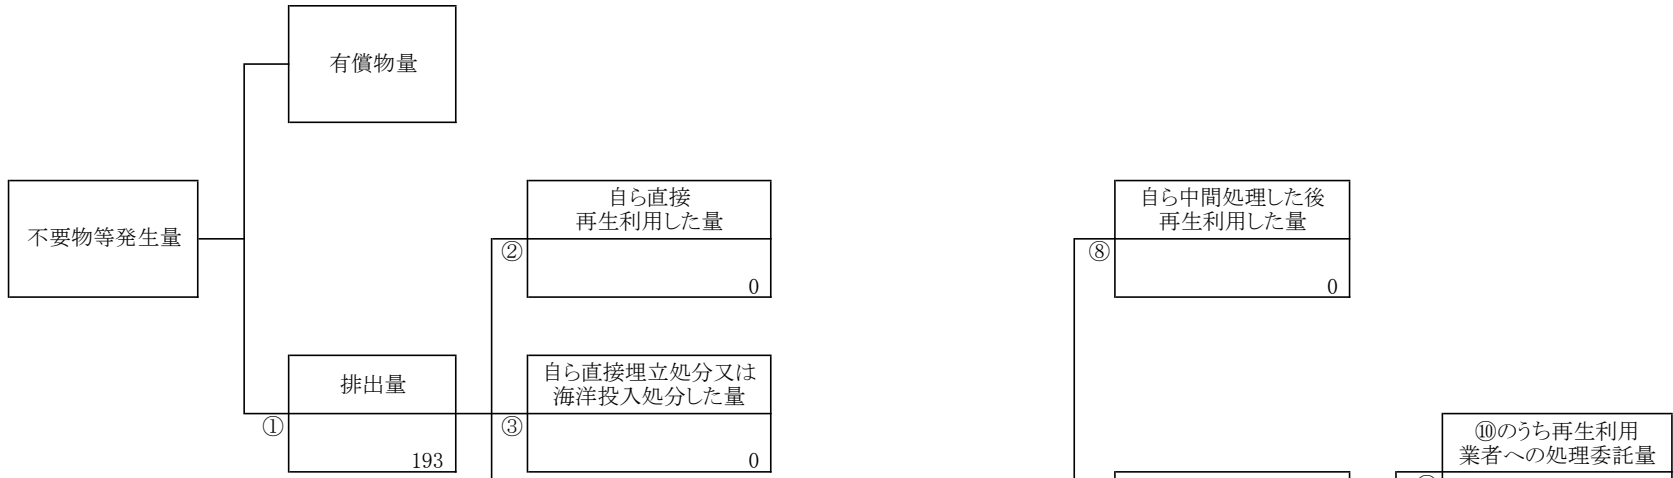 有償物量
不要物等発生量
自ら直接
再生利用した量
②
0
自ら中間処理した後
再生利用した量
⑧
0
排出量
①
193
自ら直接埋立処分又は
海洋投入処分した量
③
0
⑩のうち再生利用
業者への処理委託量